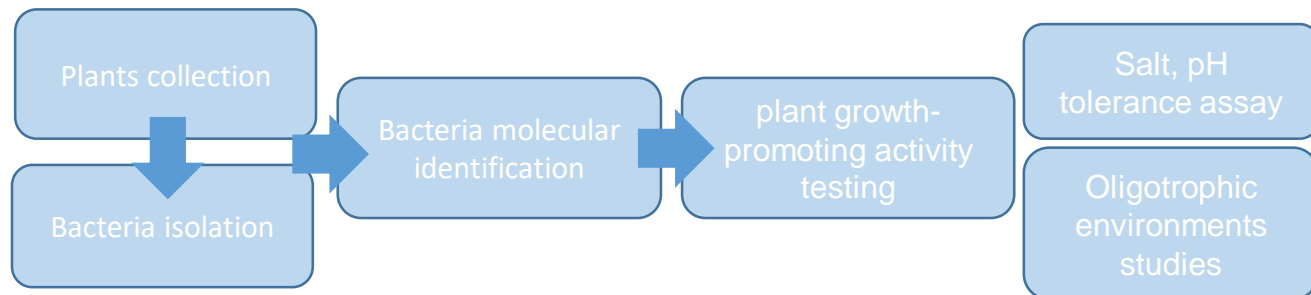 Plants collection
Bacteria isolation
Bacteria molecular
identification
plant growth-
promoting activity
testing
Salt, pH
tolerance assay
Oligotrophic
environments
studies